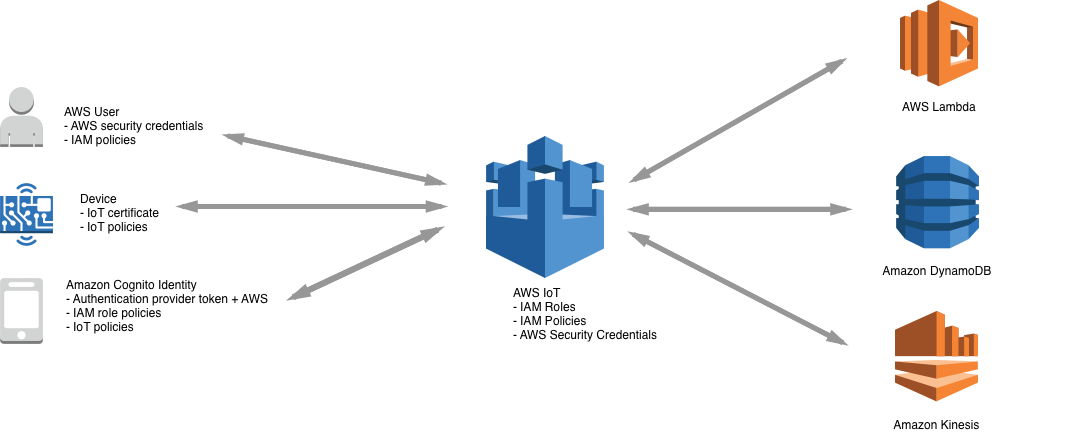 AWS User
- AWS security credentials
- IAM policies
Device
- IoT certificate
- IoT policies
Amazon Cognito Identity
- Authentication provider token + AWS
- IAM role policies
- IoT policies
AWS IoT
- IAM Roles
- IAM Policies
- AWS Security Credentials
AWS Lambda
Amazon DynamoDB
Amazon Kinesis